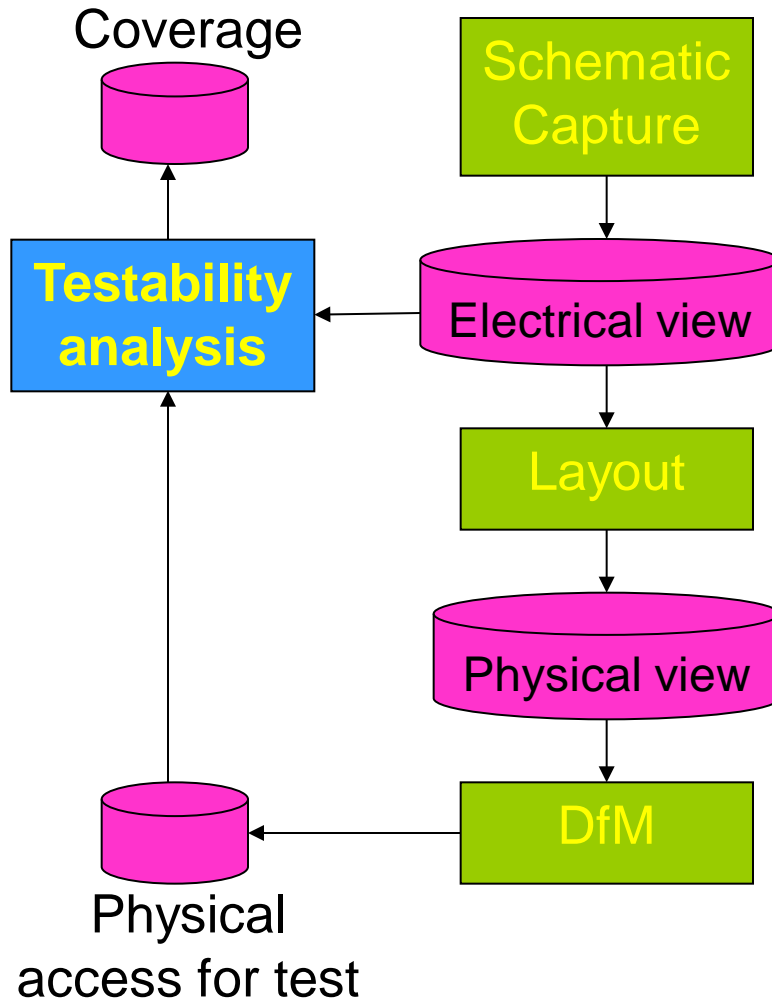 Coverage
Schematic
Capture
Testability
analysis
Electrical view
Layout
Physical view
DfM
Physical
access for test